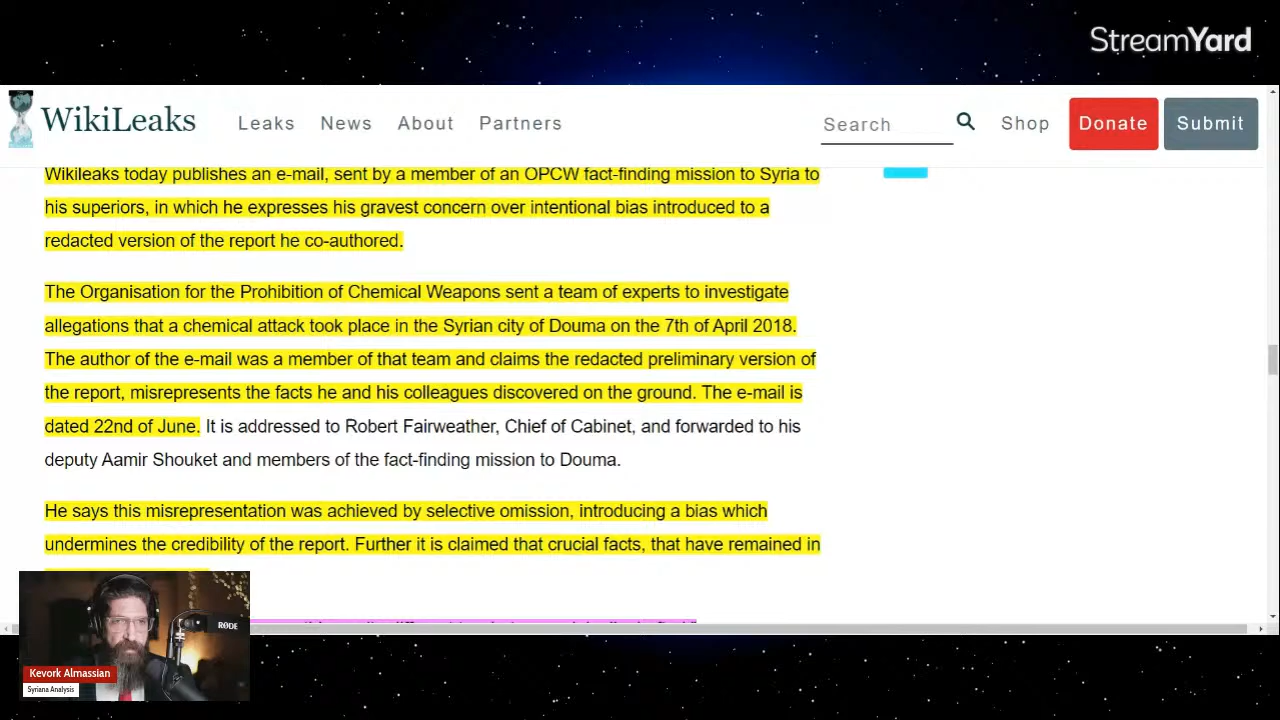 StreamYard
WikiLeaks Leaks News About Partners Search Shop Donate Submit
Wikileaks today publishes an e-mail, sent by a member of an OPCW fact-finding mission to Syria to
his superiors, in which he expresses his gravest concern over intentional bias introduced to a
redacted version of the report he co-authored.
The Organisation for the Prohibition of Chemical Weapons sent a team of experts to investigate
allegations that a chemical attack took place in the Syrian city of Douma on the 7th of April 2018.
The author of the e-mail was a member of that team and claims the redacted preliminary version of
the report, misrepresents the facts he and his colleagues discovered on the ground. The e-mail is
dated 22nd of June. It is addressed to Robert Fairweather, Chief of Cabinet, and forwarded to his
deputy Aamir Shouket and members of the fact-finding mission to Douma.
He says this misrepresentation was achieved by selective omission, introducing a bias which
undermines the credibility of the report. Further it is claimed that crucial facts, that have remained in
RØDE
Kevork Almassian
Syriana Analysis